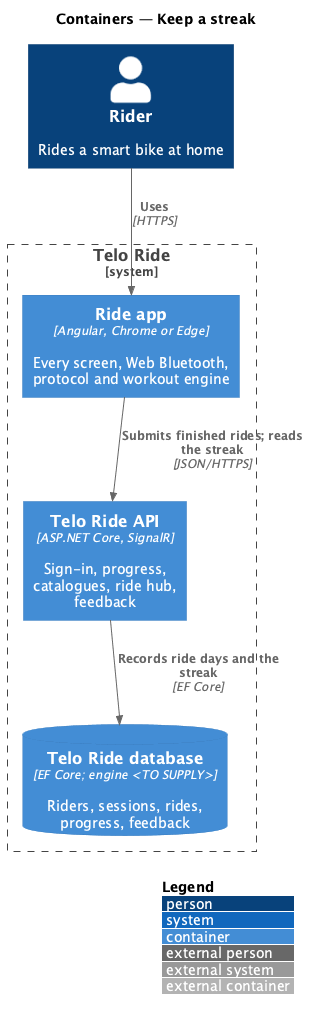 Containers — Keep a streak
Rider
Rides a smart bike at home
Uses
[HTTPS]
Telo Ride
[system]
Ride app
[Angular, Chrome or Edge]
Every screen, Web Bluetooth,
protocol and workout engine
Submits finished rides; reads
the streak
[JSON/HTTPS]
Telo Ride API
[ASP.NET Core, SignalR]
Sign-in, progress,
catalogues, ride hub,
feedback
Records ride days and the
streak
[EF Core]
Telo Ride database
[EF Core; engine <TO SUPPLY>]
Riders, sessions, rides,
progress, feedback
Legend
person
system
container
external person
external system
external container